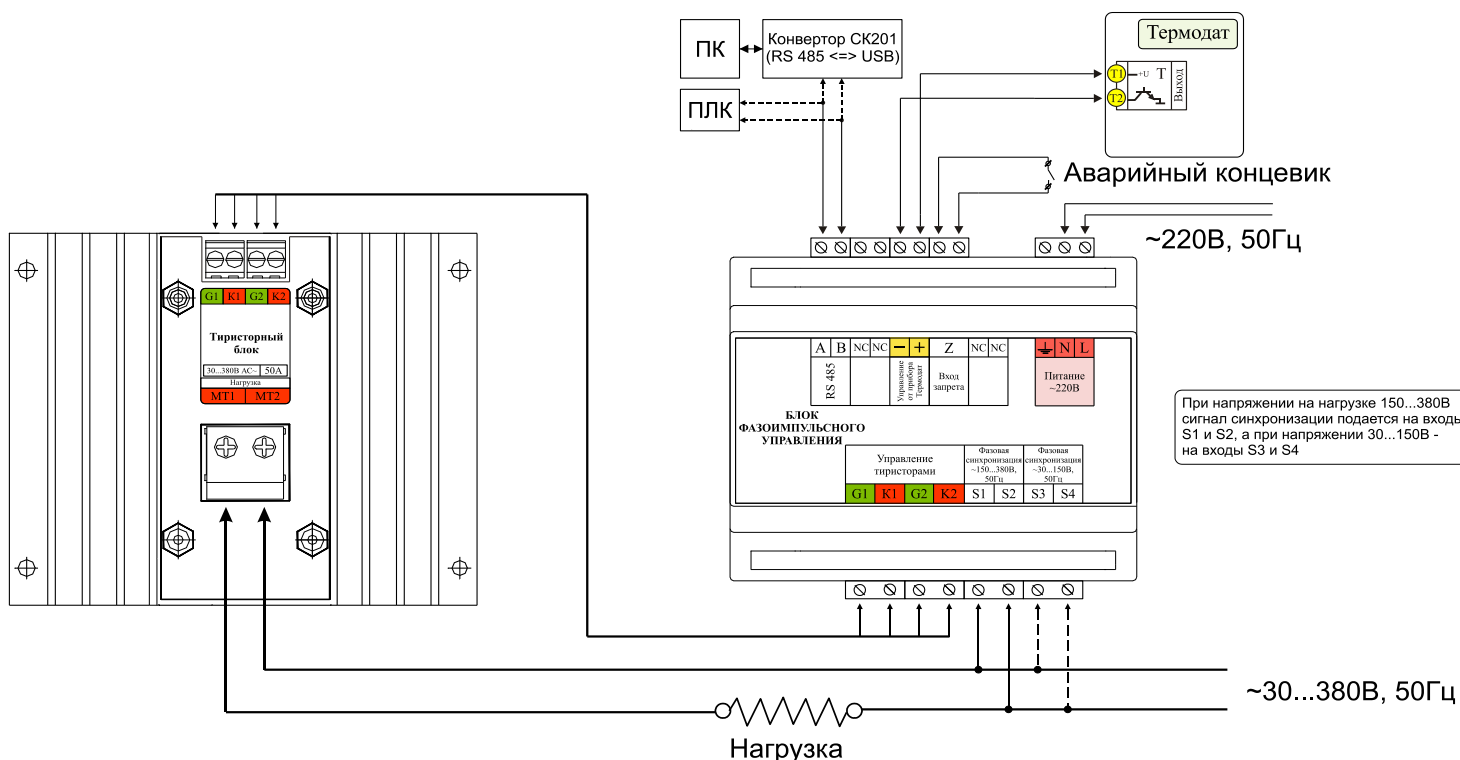 ПК
Конвертор СК201
(RS 485 <=> USB)
ПЛК
Термодат
T1
+U
T
T2
Выход
Аварийный концевик
~220В, 50Гц
G1 K1 G2 K2
Тиристорный
блок
30...380В AC~ 50А
Нагрузка
MT1 MT2
A B NC NC − + Z NC NC N L
RS 485
Управление
от прибора
Термодат
Вход
запрета
Питание
~220В
БЛОК
ФАЗОИМПУЛЬСНОГО
УПРАВЛЕНИЯ
Управление
тиристорами
Фазовая
синхронизация
~150...380В,
50Гц
Фазовая
синхронизация
~30...150В,
50Гц
G1 K1 G2 K2 S1 S2 S3 S4
При напряжении на нагрузке 150...380В
сигнал синхронизации подается на входы
S1 и S2, а при напряжении 30...150В -
на входы S3 и S4
~30...380В, 50Гц
Нагрузка